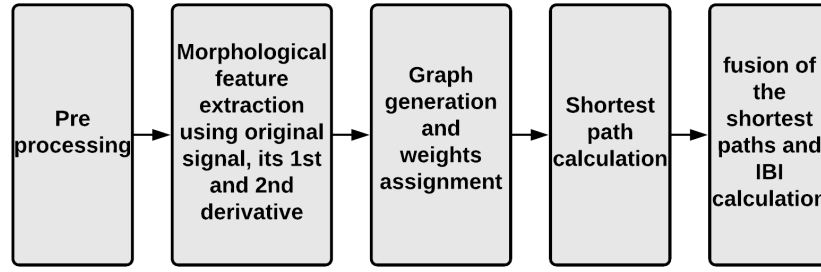 Pre
processing
Morphological
feature
extraction
using original
signal, its 1st
and 2nd
derivative
Graph
generation
and
weights
assignment
Shortest
path
calculation
fusion of
the
shortest
paths and
IBI
calculation